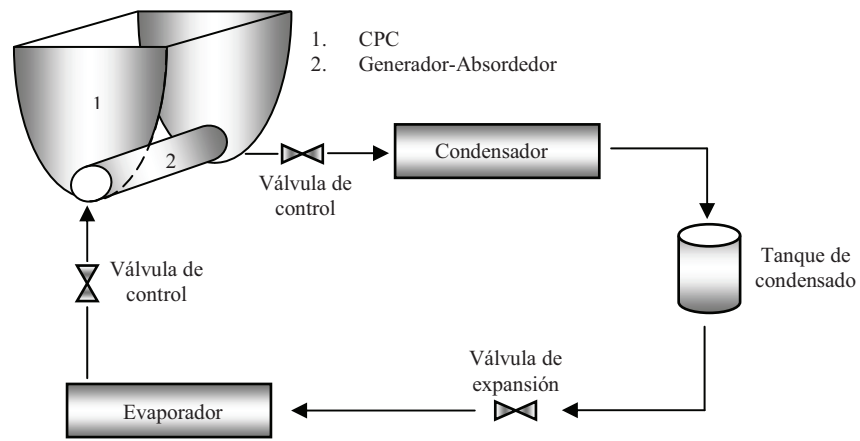 1. CPC
2. Generador-Absordedor
1
2
Condensador
Válvula de
control
Tanque de
condensado
Válvula de
control
Válvula de
expansión
Evaporador